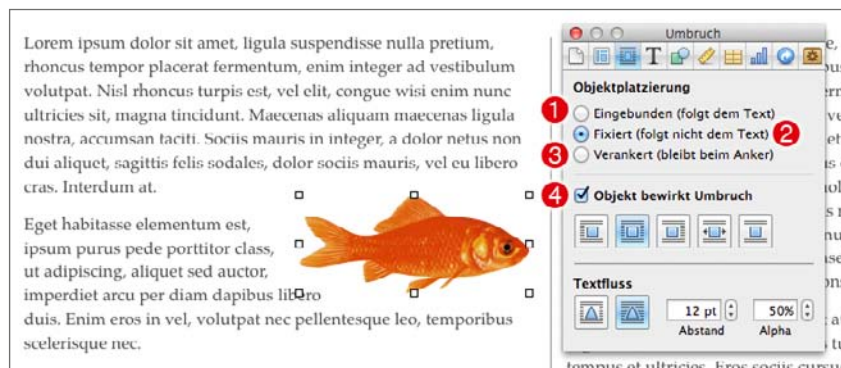 Lorem ipsum dolor sit amet, ligula suspendisse nulla pretium,
rhoncus tempor placerat fermentum, enim integer ad vestibulum
volutpat. Nisl rhoncus turpis est, vel elit, congue wisi enim nunc
ultricies sit, magna tincidunt. Maecenas aliquam maecenas ligula
nostra, accumsan taciti. Sociis mauris in integer, a dolor netus non
dui aliquet, sagittis felis sodales, dolor sociis mauris, vel eu libero
cras. Interdum at.
Eget habitasse elementum est,
ipsum purus pede porttitor class,
ut adipiscing, aliquet sed auctor,
imperdiet arcu per diam dapibus libero
duis. Enim eros in vel, volutpat nec pellentesque leo, temporibus
scelerisque nec.
Umbruch
T
Objektplatzierung
1 Eingebunden (folgt dem Text)
Fixiert (folgt nicht dem Text) 2
3 Verankert (bleibt beim Anker)
4 Objekt bewirkt Umbruch
Textfluss
12 pt 50%
Abstand Alpha
tempus et ultricies. Eros sociis cursus